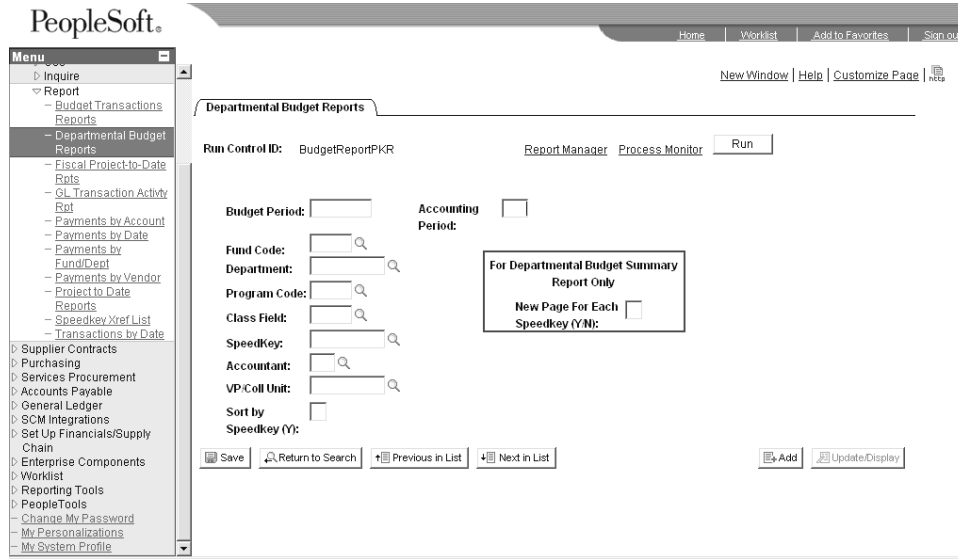 PeopleSoft®
Home | Worklist | Add to Favorites | Sign ou
Menu
Inquire
Report
Budget Transactions
Reports
Departmental Budget
Reports
Fiscal Project-to-Date
Rpts
GL Transaction Activty
Rpt
Payments by Account
Payments by Date
Payments by
Fund/Dept
Payments by Vendor
Project to Date
Reports
Speedkey Xref List
Transactions by Date
Supplier Contracts
Purchasing
Services Procurement
Accounts Payable
General Ledger
SCM Integrations
Set Up Financials/Supply
Chain
Enterprise Components
Worklist
Reporting Tools
PeopleTools
Change My Password
My Personalizations
My System Profile
New Window | Help | Customize Page | http
Departmental Budget Reports
Run Control ID: BudgetReportPKR Report Manager Process Monitor Run
Budget Period: Accounting
Period:
Fund Code:
Department:
Program Code:
Class Field:
SpeedKey:
Accountant:
VP/Coll Unit:
Sort by
Speedkey (Y):
For Departmental Budget Summary
Report Only
New Page For Each
Speedkey (Y/N):
Save Return to Search Previous in List Next in List Add Update/Display